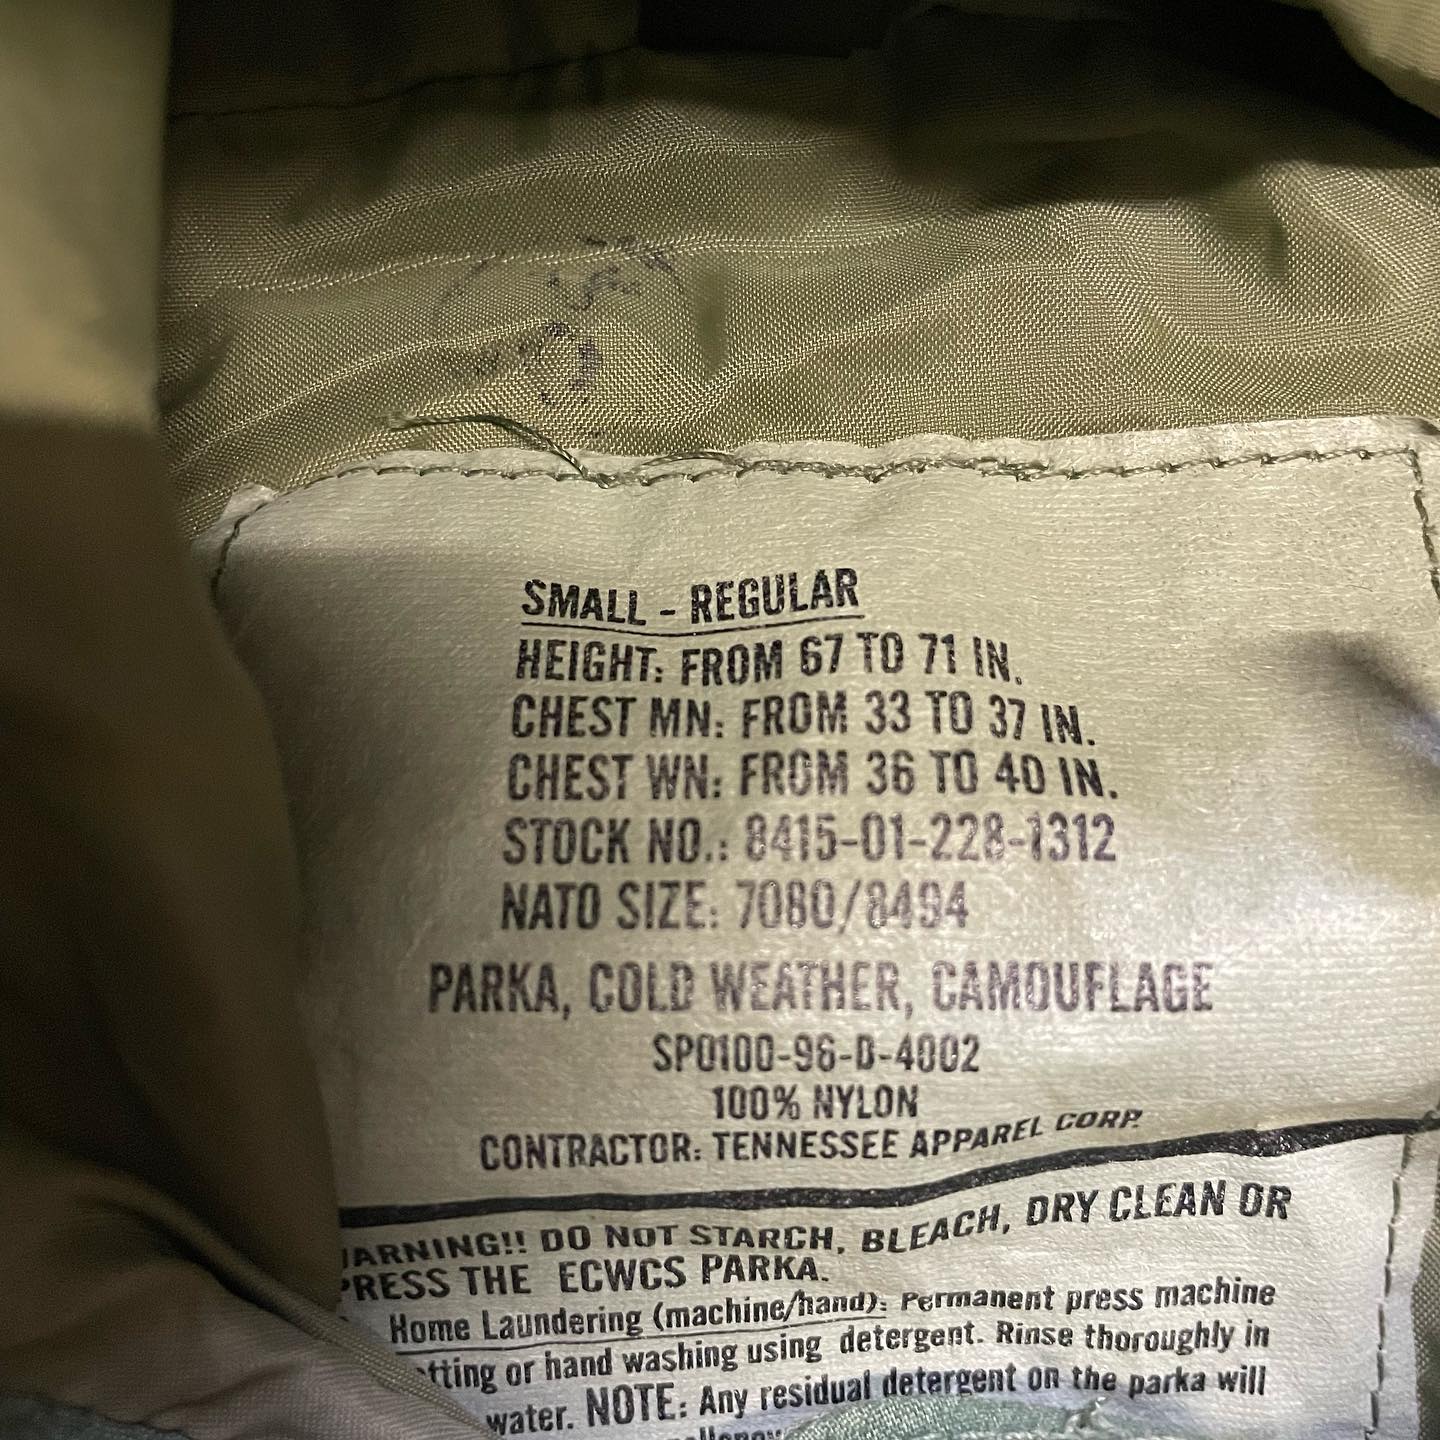 SMALL - REGULAR
HEIGHT: FROM 67 TO 71 IN.
CHEST MN: FROM 33 TO 37 IN.
CHEST WN: FROM 36 TO 40 IN.
STOCK NO.: 8415-01-228-1312
NATO SIZE: 7080/8494
PARKA, COLD WEATHER, CAMOUFLAGE
SPO100-96-D-4002
100% NYLON
CONTRACTOR: TENNESSEE APPAREL CORP.
ARNING!! DO NOT STARCH, BLEACH, DRY CLEAN OR
PRESS THE ECWCS PARKA.
Home Laundering (machine/hand): Permanent press machine
tting or hand washing using detergent. Rinse thoroughly in
water. NOTE: Any residual detergent on the parka will